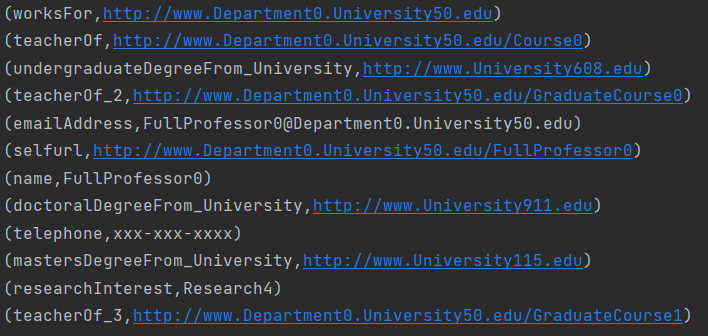 (worksFor,http://www.Department0.University50.edu)
(teacherOf,http://www.Department0.University50.edu/Course0)
(undergraduateDegreeFrom_University,http://www.University608.edu)
(teacherOf_2,http://www.Department0.University50.edu/GraduateCourse0)
(emailAddress,FullProfessor0@Department0.University50.edu)
(selfurl,http://www.Department0.University50.edu/FullProfessor0)
(name,FullProfessor0)
(doctoralDegreeFrom_University,http://www.University911.edu)
(telephone,xxx-xxx-xxxx)
(mastersDegreeFrom_University,http://www.University115.edu)
(researchInterest,Research4)
(teacherOf_3,http://www.Department0.University50.edu/GraduateCourse1)